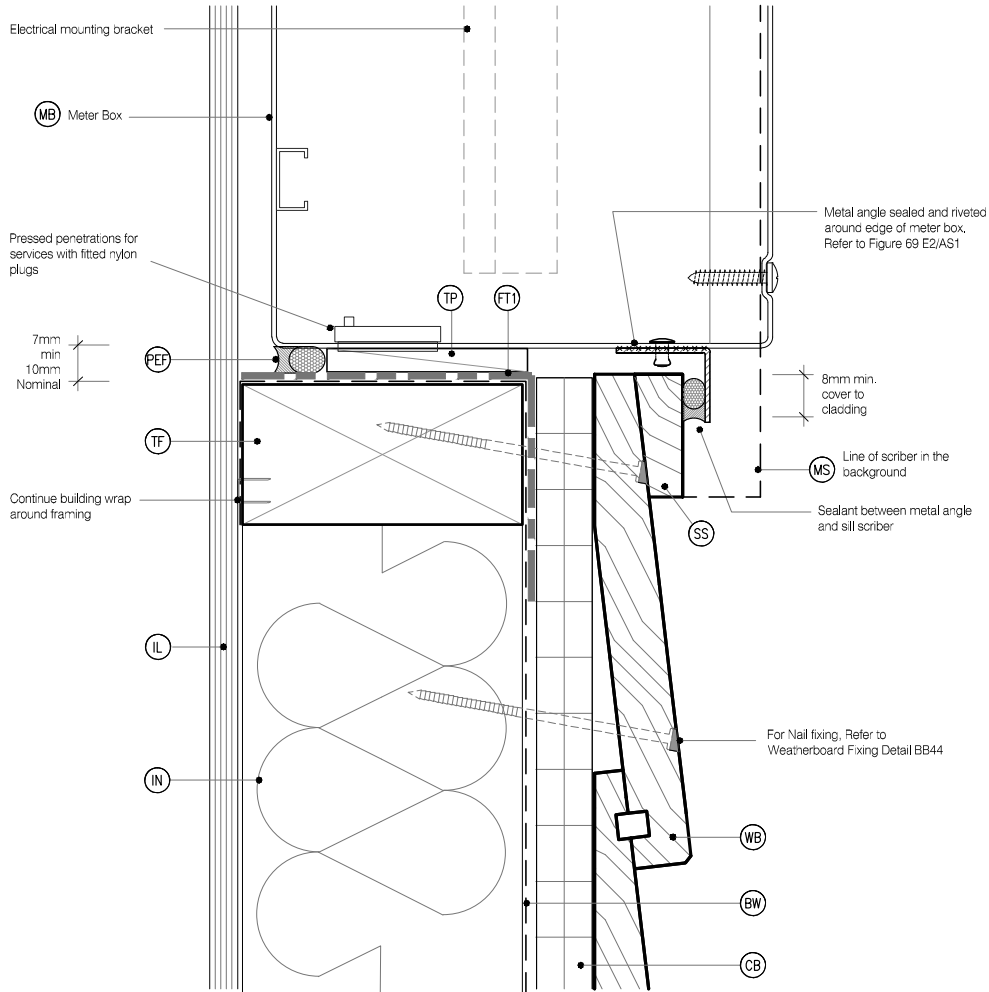 Electrical mounting bracket
MB Meter Box
Metal angle sealed and riveted
around edge of meter box,
Refer to Figure 69 E2/AS1
Pressed penetrations for
services with fitted nylon
plugs
TP
FT1
7mm
min
10mm
Nominal
PEF
8mm min.
cover to
cladding
TF
MS
Line of scriber in the
background
Continue building wrap
around framing
SS
Sealant between metal angle
and sill scriber
IL
For Nail fixing, Refer to
Weatherboard Fixing Detail BB44
IN
WB
BW
CB